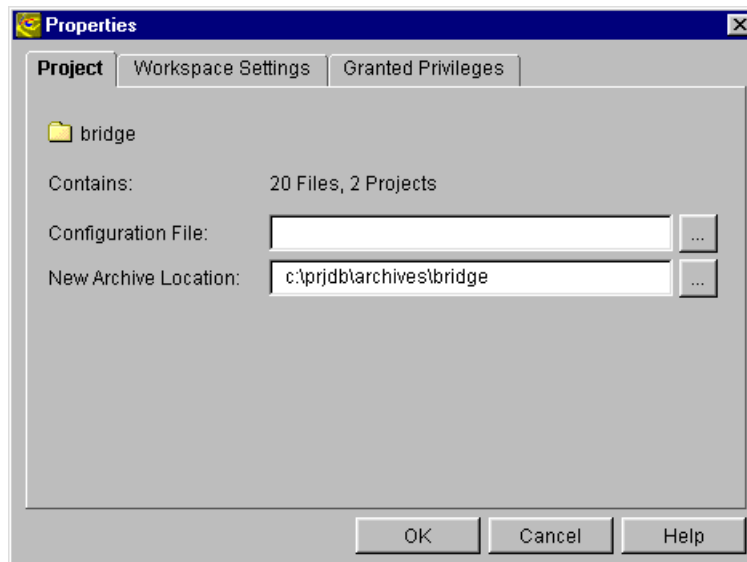 Properties
Project Workspace Settings Granted Privileges
bridge
Contains: 20 Files, 2 Projects
Configuration File: ...
New Archive Location: c:\prjdb\archives\bridge ...
OK Cancel Help